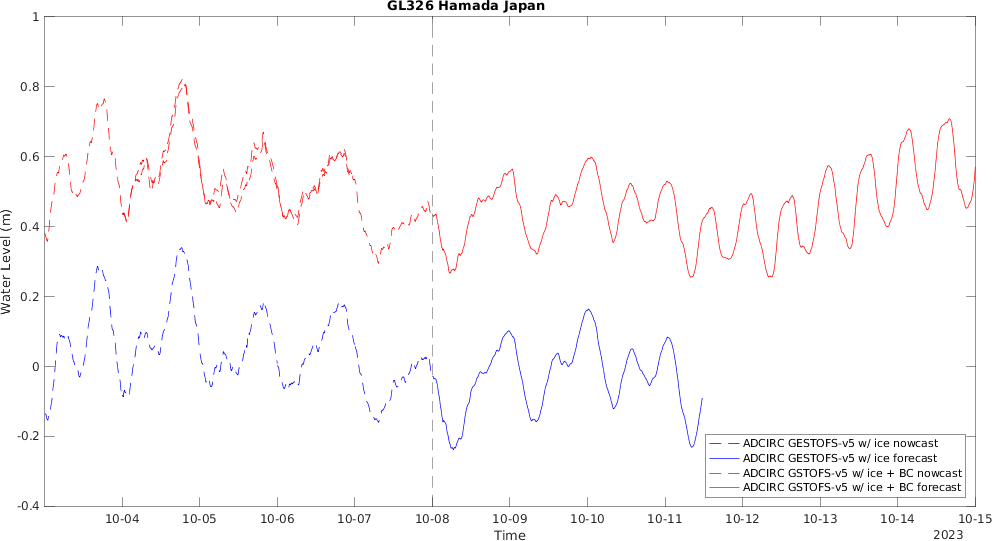 GL326 Hamada Japan
1
0.8
0.6
0.4
0.2
0
-0.2
-0.4
Water Level (m)
10-04 10-05 10-06 10-07 10-08 10-09 10-10 10-11 10-12 10-13 10-14 10-15
Time
2023
ADCIRC GESTOFS-v5 w/ ice nowcast
ADCIRC GESTOFS-v5 w/ ice forecast
ADCIRC GSTOFS-v5 w/ ice + BC nowcast
ADCIRC GSTOFS-v5 w/ ice + BC forecast